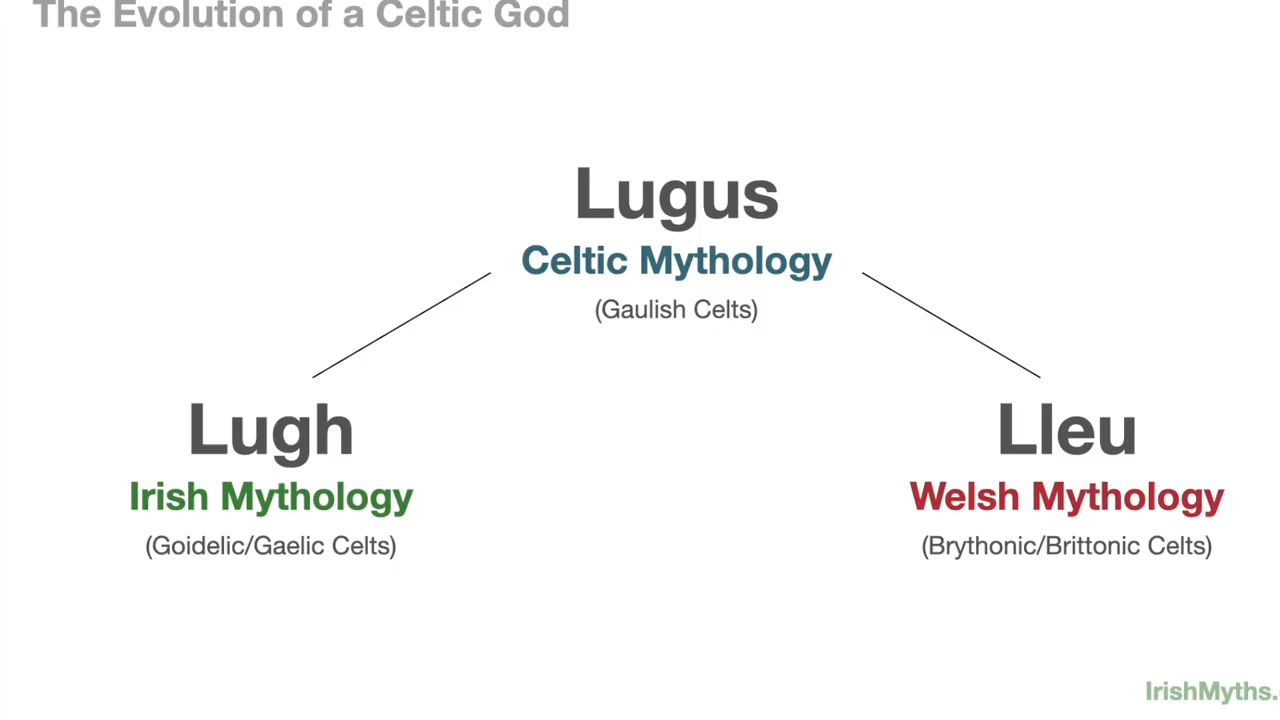 The Evolution of a Celtic God
Lugus
Celtic Mythology
(Gaulish Celts)
Lugh
Irish Mythology
(Goidelic/Gaelic Celts)
Lleu
Welsh Mythology
(Brythonic/Brittonic Celts)
IrishMyths.